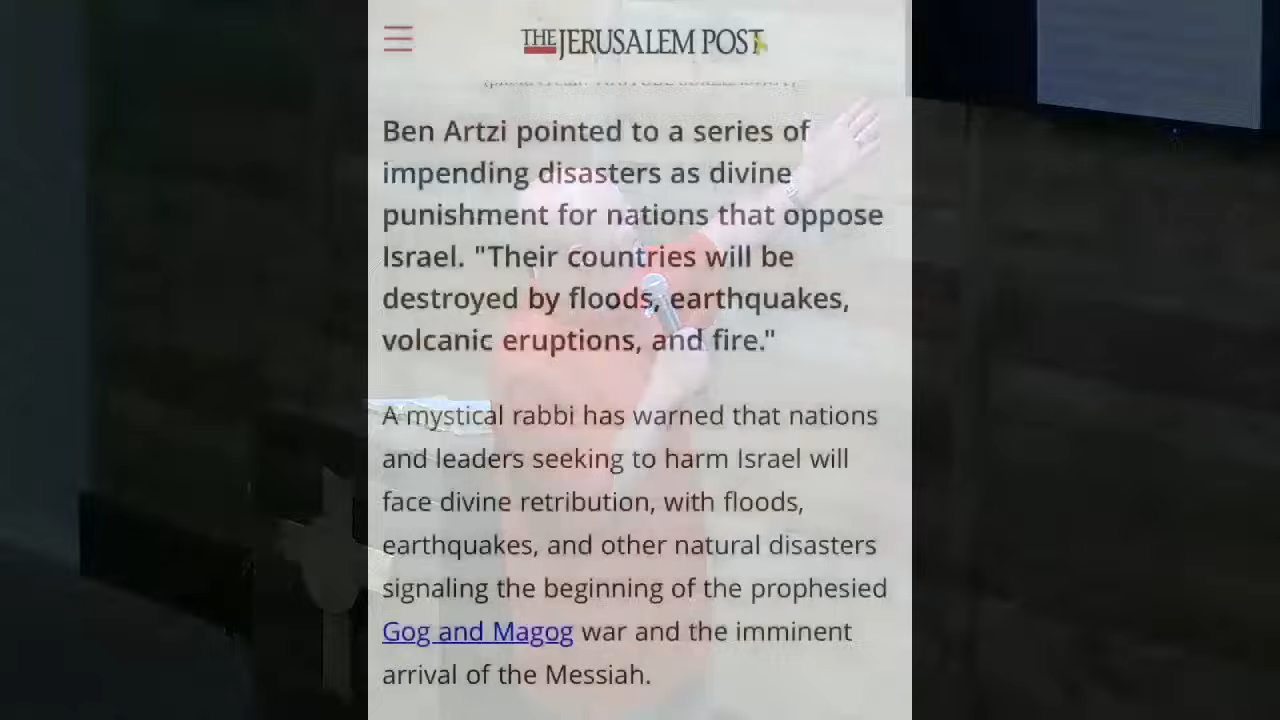 THE JERUSALEM POST
Ben Artzi pointed to a series of
impending disasters as divine
punishment for nations that oppose
Israel. "Their countries will be
destroyed by floods, earthquakes,
volcanic eruptions, and fire."
A mystical rabbi has warned that nations
and leaders seeking to harm Israel will
face divine retribution, with floods,
earthquakes, and other natural disasters
signaling the beginning of the prophesied
Gog and Magog war and the imminent
arrival of the Messiah.